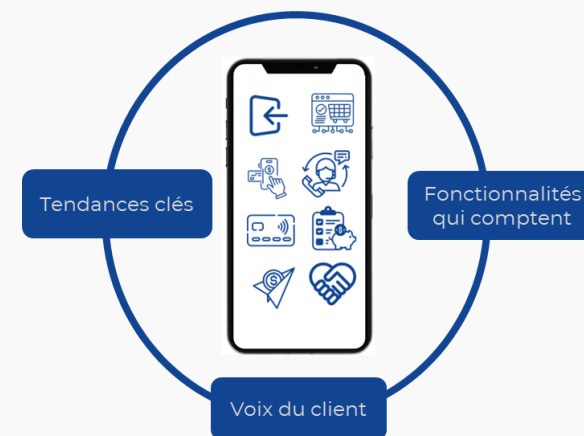 Tendances clés
Fonctionnalités
qui comptent
Voix du client